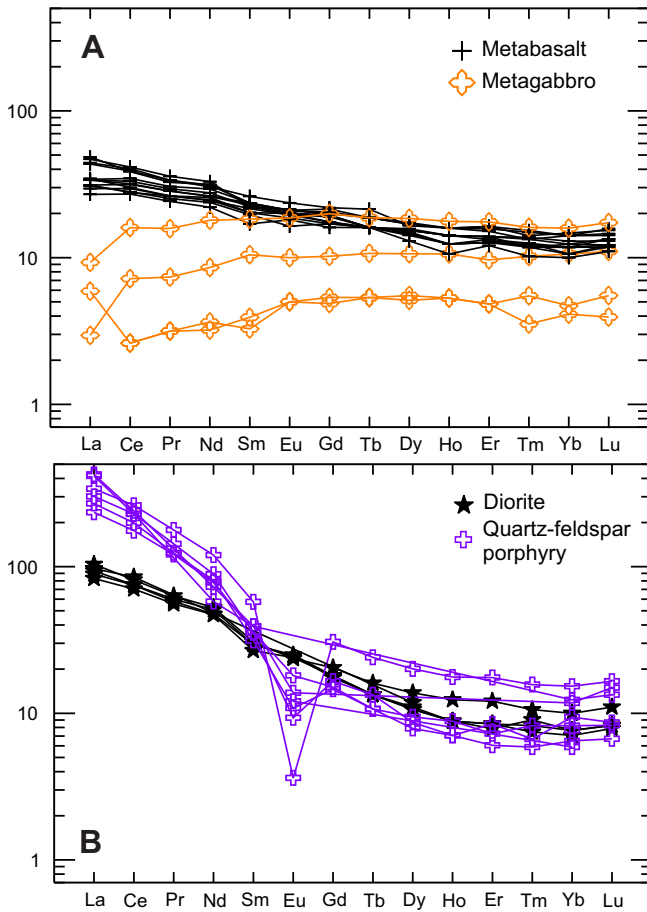 A
Metabasalt
Metagabbro
100
10
1
La Ce Pr Nd Sm Eu Gd Tb Dy Ho Er Tm Yb Lu
Diorite
Quartz-feldspar
porphyry
100
10
1
B
La Ce Pr Nd Sm Eu Gd Tb Dy Ho Er Tm Yb Lu